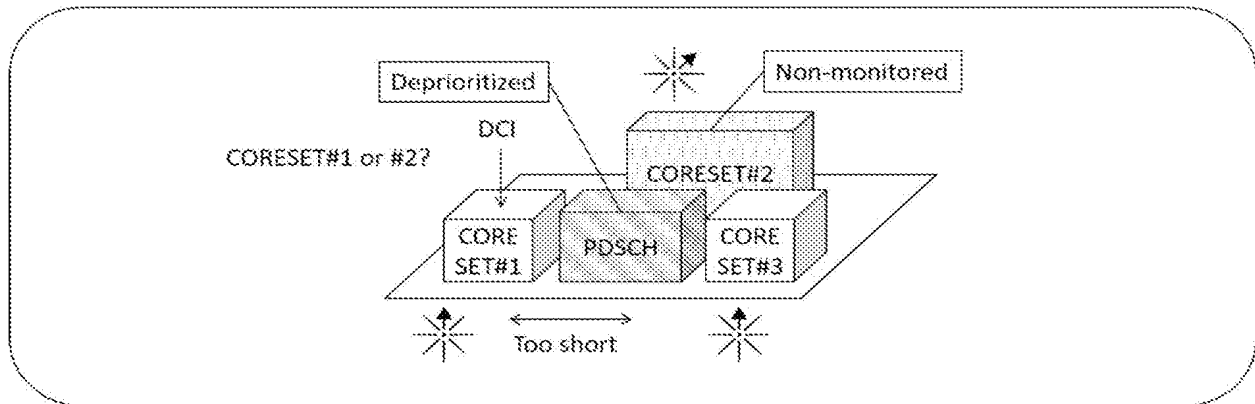 Deprioritized
Non-monitored
DCI
CORESET#1 or #2?
CORESET#2
CORE
SET#1
PDSCH
CORE
SET#3
Too short